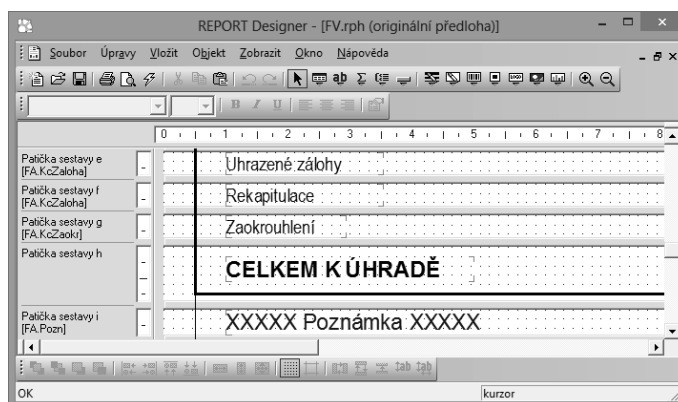 REPORT Designer - [FV.rph (originální předloha)]
Soubor Úpravy Vložit Objekt Zobrazit Okno Nápověda
ab Σ
B I U
0 1 2 3 4 5 6 7 8
Patička sestavy e
[FA.KcZaloha]
Uhrazené zálohy
Patička sestavy f
[FA.KcZaloha]
Rekapitulace
Patička sestavy g
[FA.KcZaokr]
Zaokrouhlení
Patička sestavy h
CELKEM K ÚHRADĚ
Patička sestavy i
[FA.Pozn]
XXXXX Poznámka XXXXX
OK
kurzor